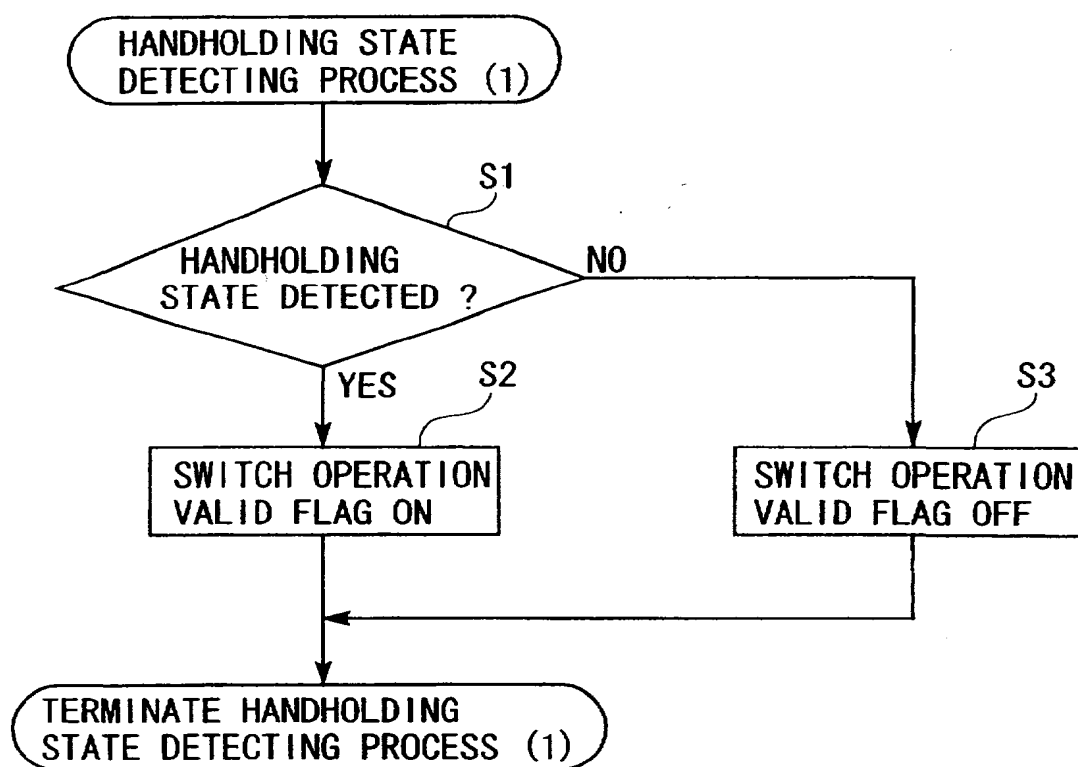 HANDHOLDING STATE
DETECTING PROCESS (1)
S1
HANDHOLDING
STATE DETECTED ?
NO
YES
S2
SWITCH OPERATION
VALID FLAG ON
S3
SWITCH OPERATION
VALID FLAG OFF
TERMINATE HANDHOLDING
STATE DETECTING PROCESS (1)